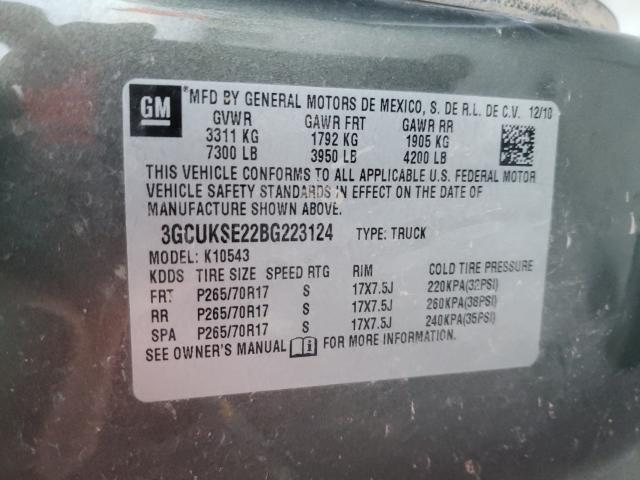 GM ®MFD BY GENERAL MOTORS DE MEXICO, S. DE R.L. DE C.V. 12/10
GVWR GAWR FRT GAWR RR
3311 KG 1792 KG 1905 KG
7300 LB 3950 LB 4200 LB
THIS VEHICLE CONFORMS TO ALL APPLICABLE U.S. FEDERAL MOTOR
VEHICLE SAFETY STANDARDS IN EFFECT ON THE DATE OF
MANUFACTURE SHOWN ABOVE.
3GCUKSE22BG223124 TYPE: TRUCK
MODEL: K10543
KDDS TIRE SIZE SPEED RTG RIM COLD TIRE PRESSURE
FRT P265/70R17 S 17X7.5J 220KPA(32PSI)
RR P265/70R17 S 17X7.5J 260KPA(38PSI)
SPA P265/70R17 S 17X7.5J 240KPA(35PSI)
SEE OWNER'S MANUAL FOR MORE INFORMATION.